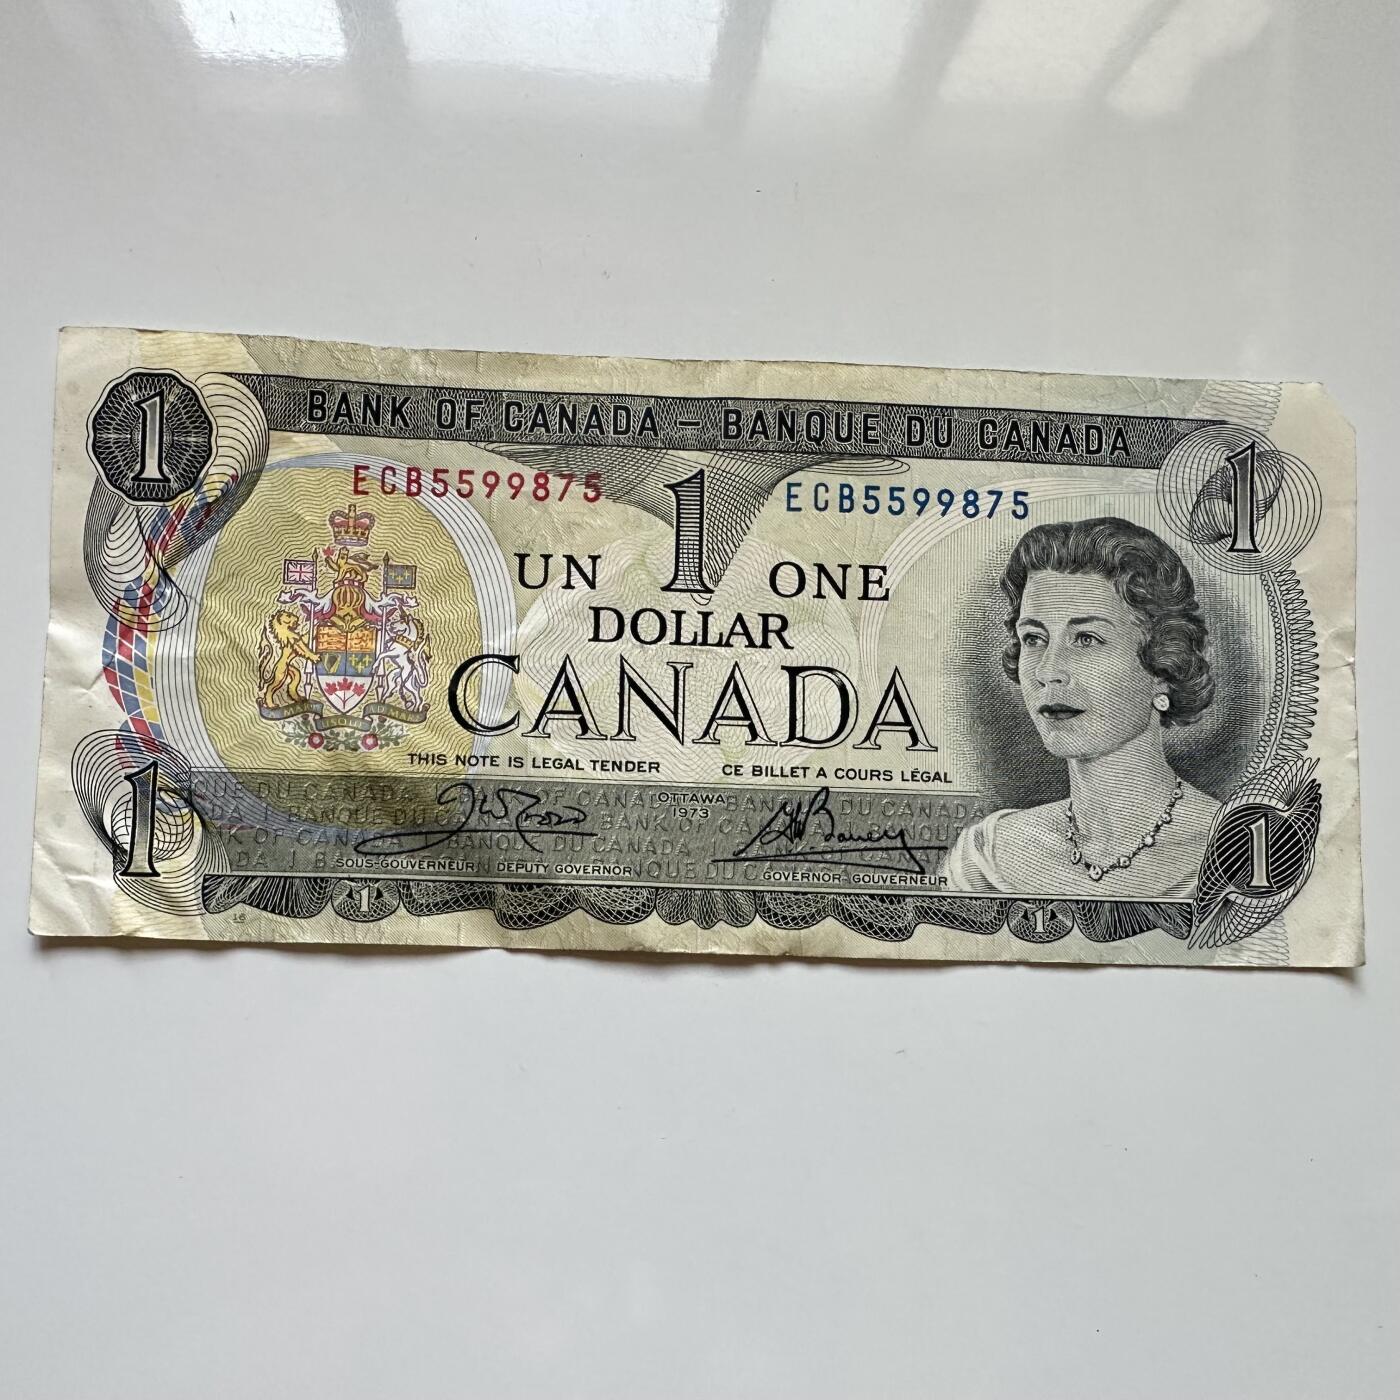 BANK OF CANADA – BANQUE DU CANADA
1
1
ECB5599875
1
ECB5599875
UN
ONE
DOLLAR
CANADA
THIS NOTE IS LEGAL TENDER
CE BILLET A COURS LÉGAL
OTTAWA
1973
SOUS-GOUVERNEUR DEPUTY GOVERNOR
GOVERNOR-GOUVERNEUR
1
1
1
1
16